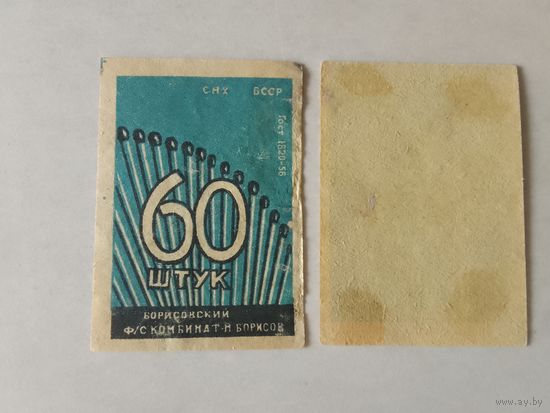 СНХ БССР
Гост 1820-56
60
ШТУК
БОРИСОВСКИЙ
Ф/С КОМБИНАТ-Н БОРИСОВ
www.ay.by